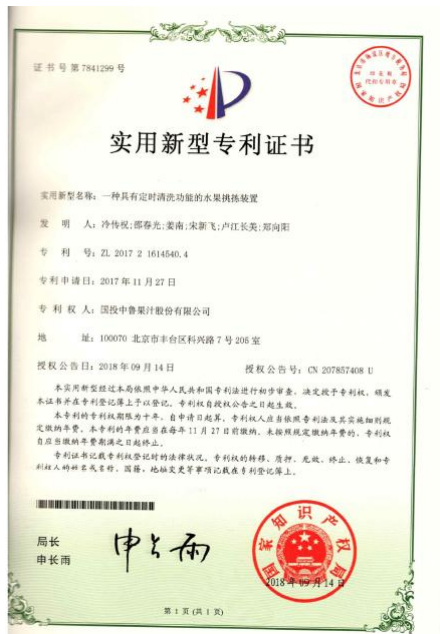 证书号第7841299号
实用新型专利证书
实用新型名称：一种具有定时清洗功能的水果挑拣装置
发 明 人：冷传祝;邵春光;姜南;宋新飞;卢江长美;郑向阳
专 利 号：ZL 2017 2 1614540.4
专利申请日：2017年11月27日
专 利 权 人：国投中鲁果汁股份有限公司
地 址：100070 北京市丰台区科兴路7号205室
授权公告日：2018年09月14日 授权公告号：CN 207857408 U
本实用新型经过本局依照中华人民共和国专利法进行初步审查，决定授予专利权，颁发
本证书并在专利登记簿上予以登记，专利权自授权公告之日起生效。
本专利的专利权期限为十年，自申请日起算。专利权人应当依照专利法及其实施细则规
定缴纳年费。本专利的年费应当在每年11月27日前缴纳。未按照规定缴纳年费的，专利权
自应当缴纳年费期满之日起终止。
专利证书记载专利权登记时的法律状况。专利权的转移、质押、无效、终止、恢复和专
利权人的姓名或名称、国籍、地址变更等事项记载在专利登记簿上。
局长
申长雨
申长雨
国家知识产权局
2018年09月14日
第1页(共1页)